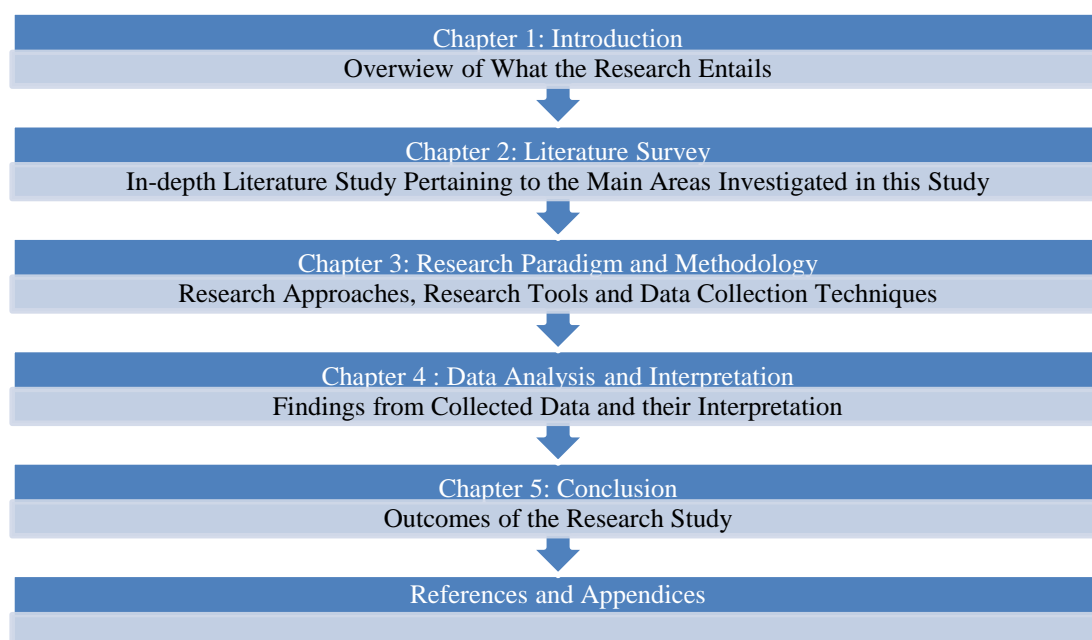 Chapter 1: Introduction
Overwiew of What the Research Entails
Chapter 2: Literature Survey
In-depth Literature Study Pertaining to the Main Areas Investigated in this Study
Chapter 3: Research Paradigm and Methodology
Research Approaches, Research Tools and Data Collection Techniques
Chapter 4 : Data Analysis and Interpretation
Findings from Collected Data and their Interpretation
Chapter 5: Conclusion
Outcomes of the Research Study
References and Appendices